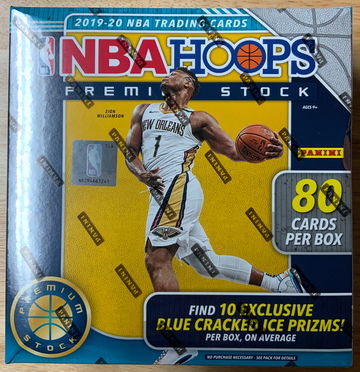 2019-20 NBA TRADING CARDS
NBA HOOPS
PREMIUM STOCK
AGES 9+
ZION
WILLIAMSON
NEW ORLEANS
1
PANINI
80
CARDS
PER BOX
PREMIUM
STOCK
FIND 10 EXCLUSIVE
BLUE CRACKED ICE PRIZMS!
PER BOX, ON AVERAGE
NO PURCHASE NECESSARY - SEE PACK FOR DETAILS